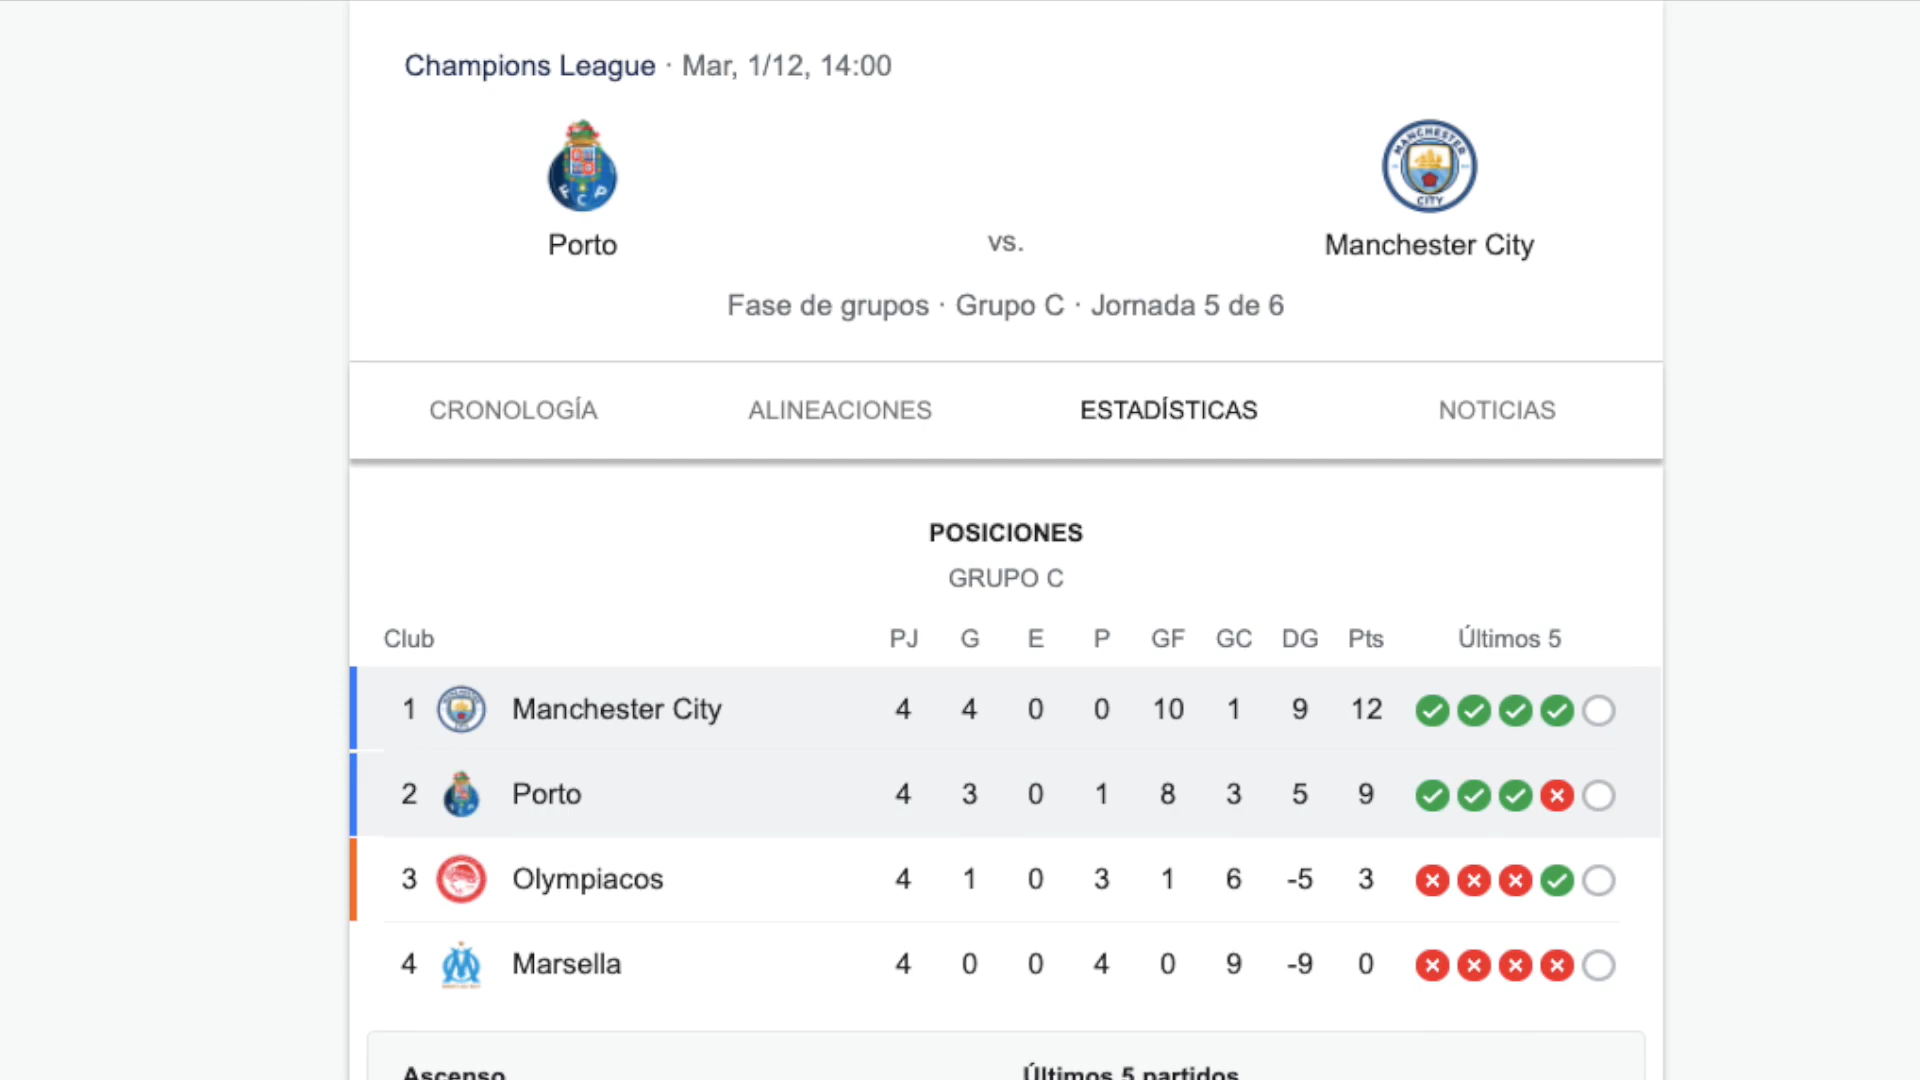 Champions League · Mar, 1/12, 14:00
MANCHESTER
CITY
F C P
Porto
vs.
Manchester City
Fase de grupos · Grupo C · Jornada 5 de 6
CRONOLOGÍA ALINEACIONES ESTADÍSTICAS NOTICIAS
POSICIONES
GRUPO C
Club PJ G E P GF GC DG Pts Últimos 5
1 Manchester City 4 4 0 0 10 1 9 12
2 Porto 4 3 0 1 8 3 5 9
3 Olympiacos 4 1 0 3 1 6 -5 3
4 Marsella 4 0 0 4 0 9 -9 0
Ascenso Últimos 5 partidos